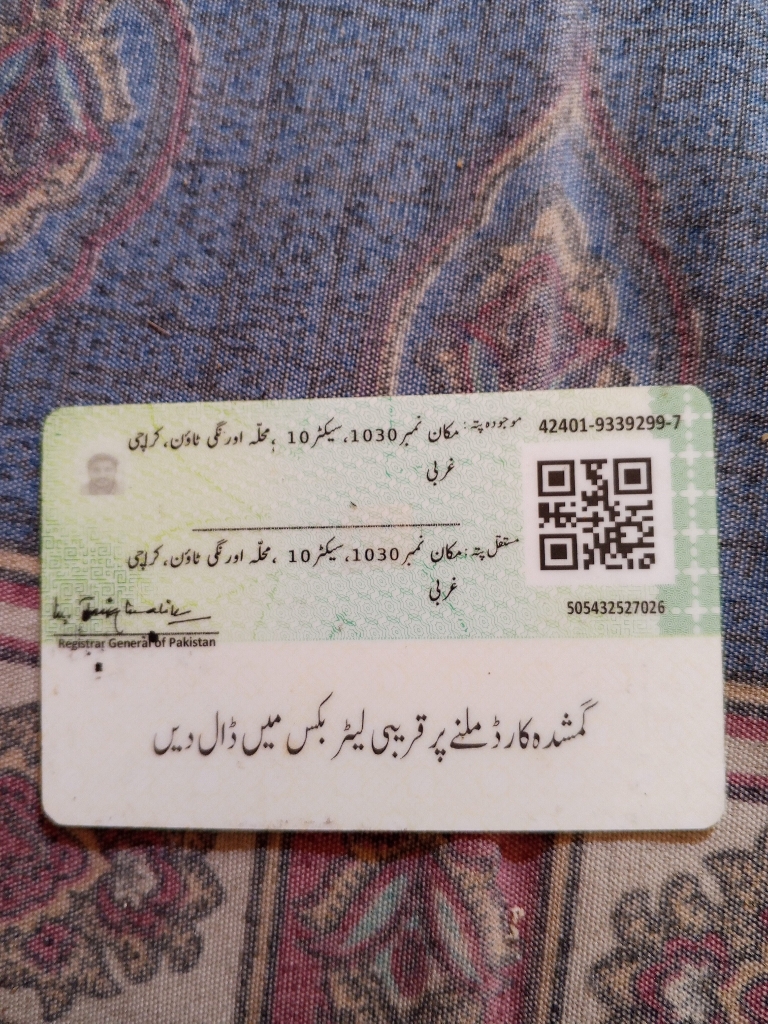 42401-9339299-7
موجودہ پتہ: مکان نمبر 1030، سیکٹر 10، محلّہ اورنگی ٹاؤن، کراچی
غربی
مستقل پتہ: مکان نمبر 1030، سیکٹر 10، محلّہ اورنگی ٹاؤن، کراچی
غربی
505432527026
Registrar General of Pakistan
گمشدہ کارڈ ملنے پر قریبی لیٹر بکس میں ڈال دیں